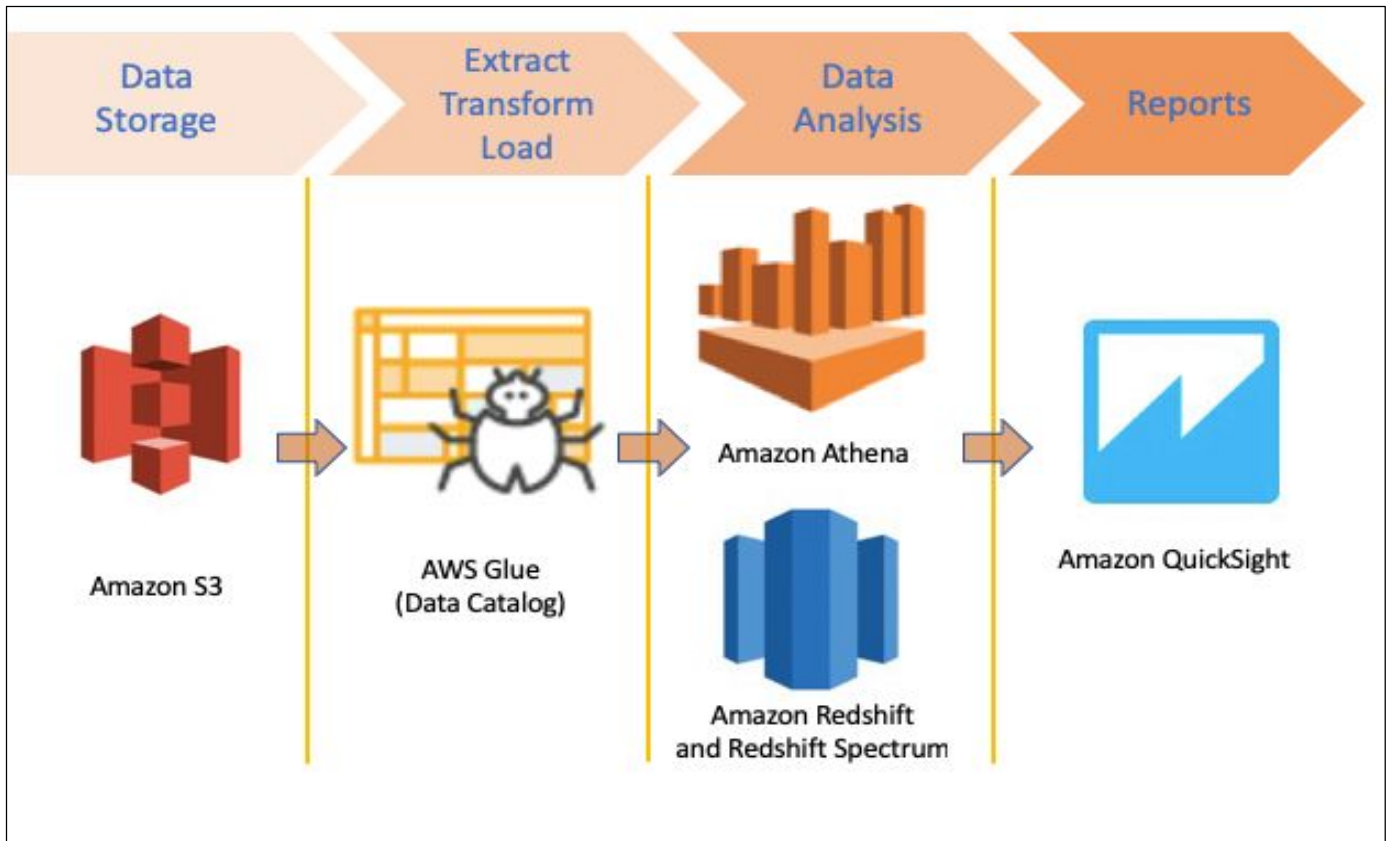 Data
Storage
Extract
Transform
Load
Data
Analysis
Reports
Amazon S3
AWS Glue
(Data Catalog)
Amazon Athena
Amazon Redshift
and Redshift Spectrum
Amazon QuickSight